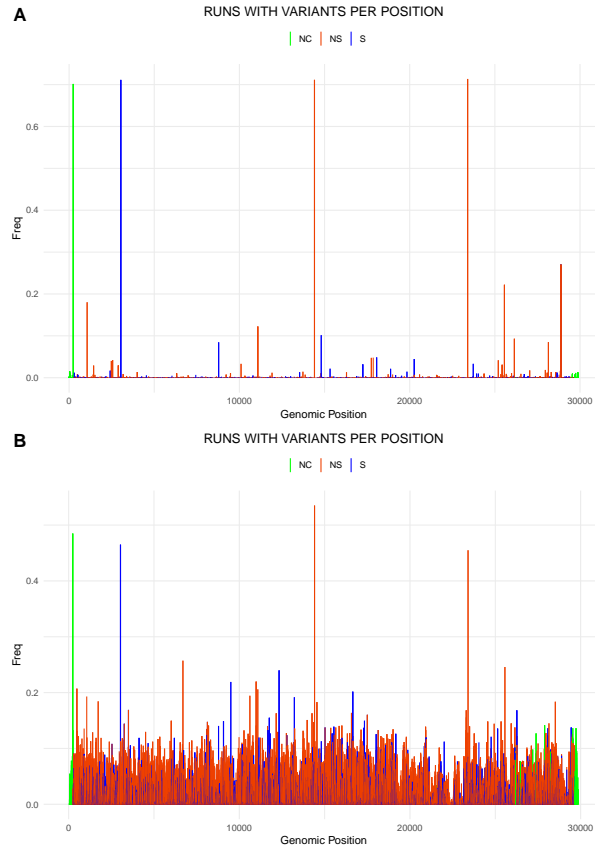 A
RUNS WITH VARIANTS PER POSITION
NC NS S
Freq
0.6
0.4
0.2
0.0
0 10000 20000 30000
Genomic Position
B
RUNS WITH VARIANTS PER POSITION
NC NS S
Freq
0.4
0.2
0.0
0 10000 20000 30000
Genomic Position